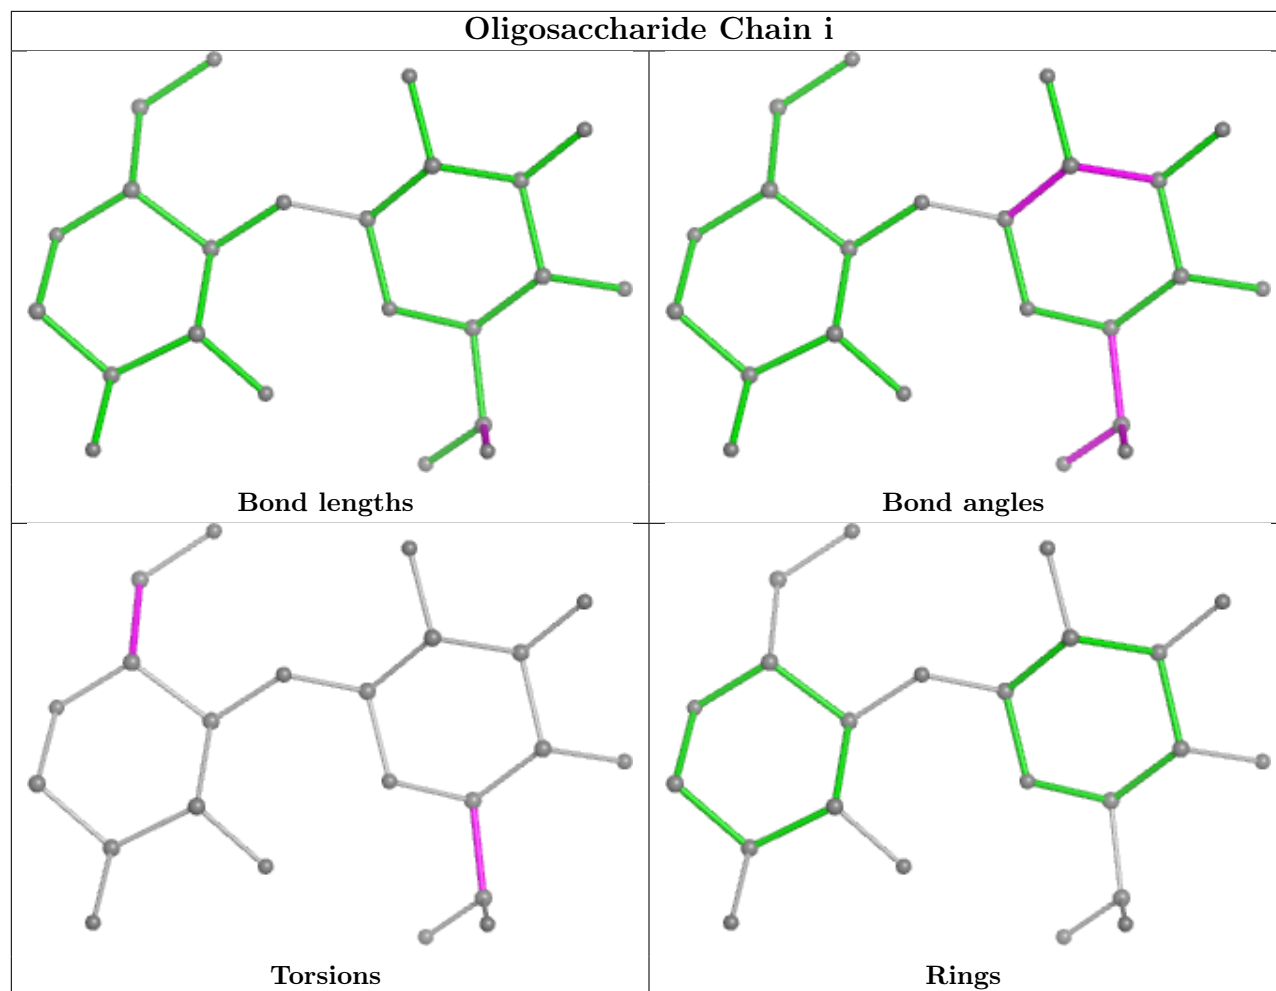 Oligosaccharide Chain i
Bond lengths
Bond angles
Torsions
Rings